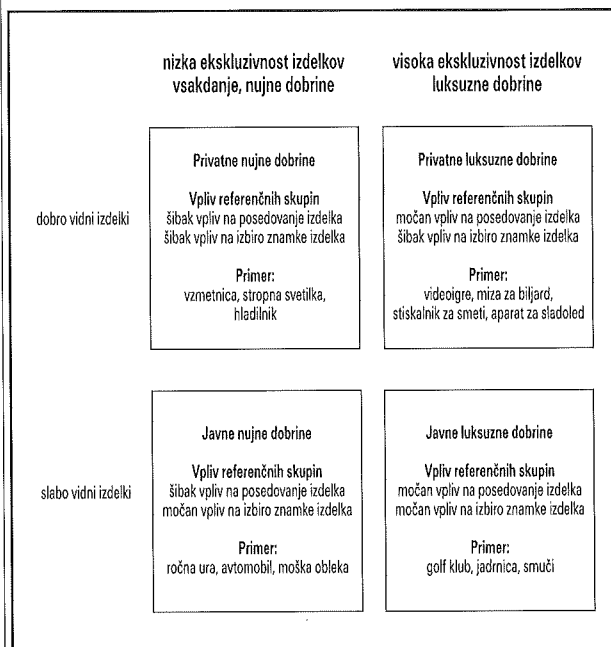 nizka ekskluzivnost izdelkov
vsakdanje, nujne dobrine
visoka ekskluzivnost izdelkov
luksuzne dobrine
dobro vidni izdelki
Privatne nujne dobrine
Vpliv referenčnih skupin
šibak vpliv na posedovanje izdelka
šibak vpliv na izbiro znamke izdelka
Primer:
vzmetnica, stropna svetilka,
hladilnik
Privatne luksuzne dobrine
Vpliv referenčnih skupin
močan vpliv na posedovanje izdelka
šibak vpliv na izbiro znamke izdelka
Primer:
videoigre, miza za biljard,
stiskalnik za smeti, aparat za sladoled
slabo vidni izdelki
Javne nujne dobrine
Vpliv referenčnih skupin
šibak vpliv na posedovanje izdelka
močan vpliv na izbiro znamke izdelka
Primer:
ročna ura, avtomobil, moška obleka
Javne luksuzne dobrine
Vpliv referenčnih skupin
močan vpliv na posedovanje izdelka
močan vpliv na izbiro znamke izdelka
Primer:
golf klub, jadrnica, smuči